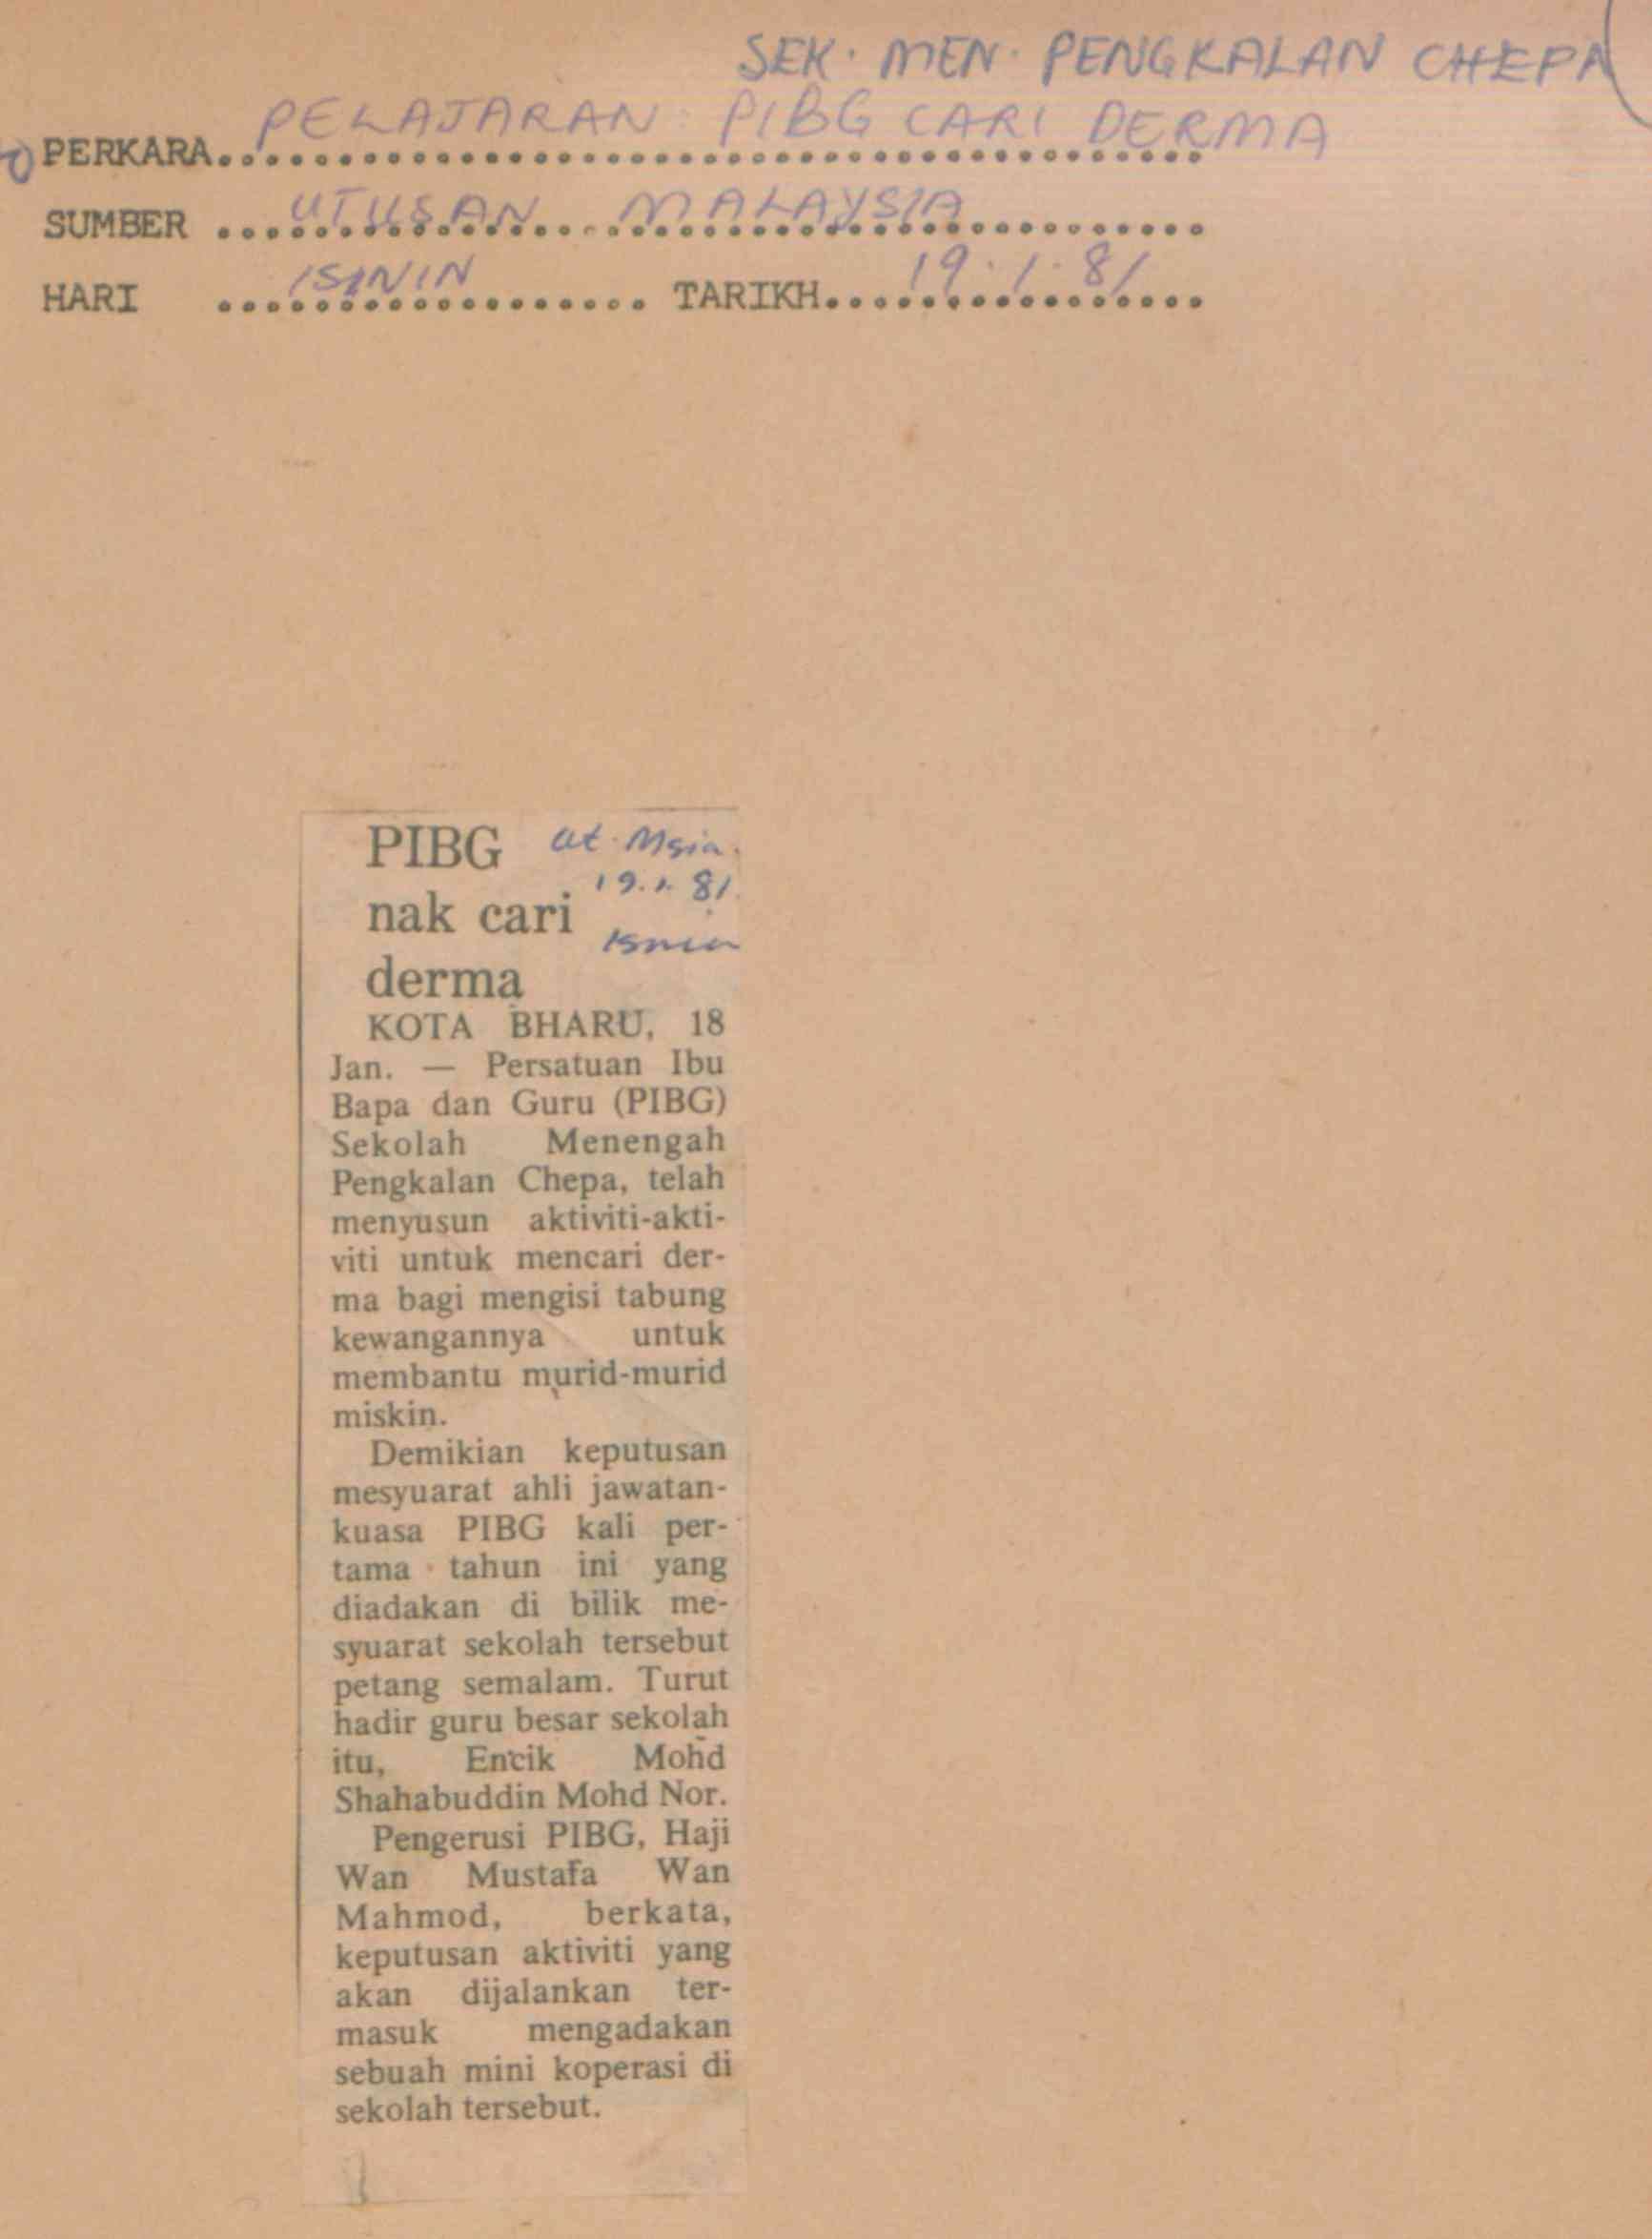 SEK. MEN. PENGKALAN CHEPA
PERKARA PELAJARAN: PIBG CARI DERMA
SUMBER UTUSAN MALAYSIA
HARI ISNIN TARIKH 19.1.81
PIBG
nak cari
derma
Ut. Msia.
19.1.81.
Isnin
KOTA BHARU, 18
Jan. — Persatuan Ibu
Bapa dan Guru (PIBG)
Sekolah Menengah
Pengkalan Chepa, telah
menyusun aktiviti-akti-
viti untuk mencari der-
ma bagi mengisi tabung
kewangannya untuk
membantu murid-murid
miskin.
Demikian keputusan
mesyuarat ahli jawatan-
kuasa PIBG kali per-
tama tahun ini yang
diadakan di bilik me-
syuarat sekolah tersebut
petang semalam. Turut
hadir guru besar sekolah
itu, Encik Mohd
Shahabuddin Mohd Nor.
Pengerusi PIBG, Haji
Wan Mustafa Wan
Mahmod, berkata,
keputusan aktiviti yang
akan dijalankan ter-
masuk mengadakan
sebuah mini koperasi di
sekolah tersebut.